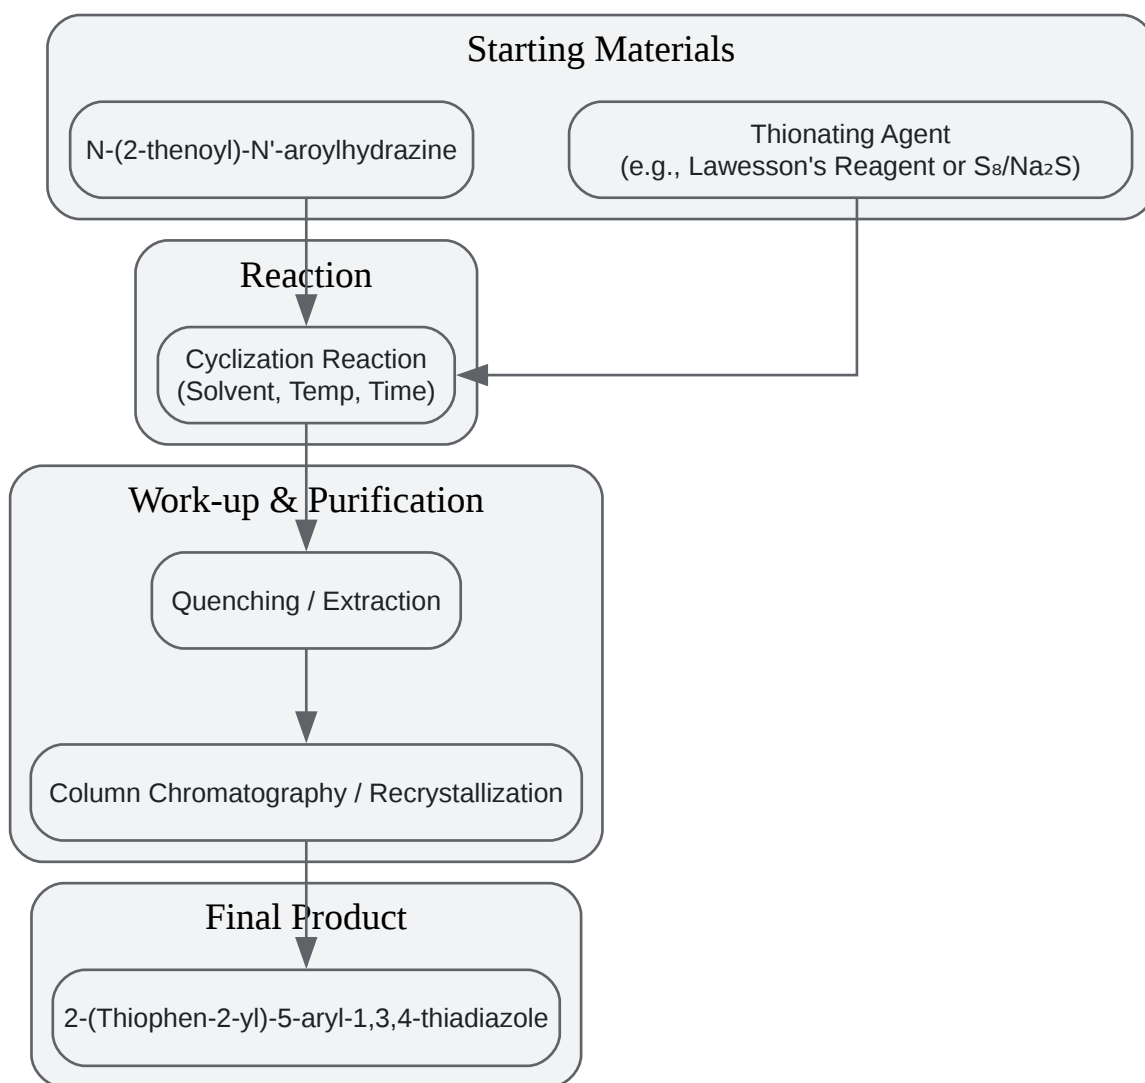 Starting Materials
N-(2-thenoyl)-N'-aroylhydrazine
Thionating Agent
(e.g., Lawesson's Reagent or S₈/Na₂S)
Reaction
Cyclization Reaction
(Solvent, Temp, Time)
Work-up & Purification
Quenching / Extraction
Column Chromatography / Recrystallization
Final Product
2-(Thiophen-2-yl)-5-aryl-1,3,4-thiadiazole